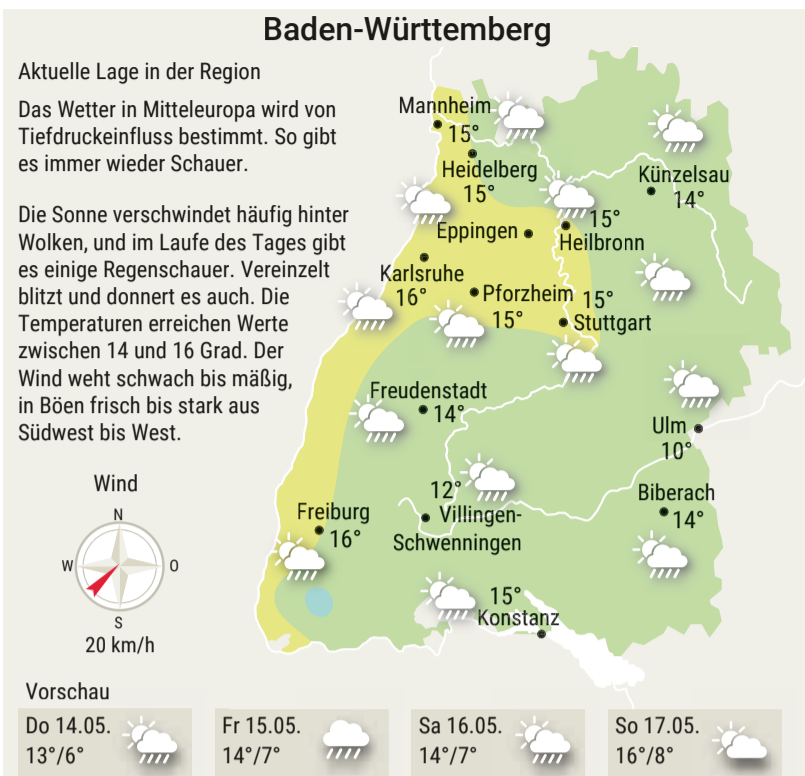 Baden-Württemberg
Aktuelle Lage in der Region
Das Wetter in Mitteleuropa wird von
Tiefdruckeinfluss bestimmt. So gibt
es immer wieder Schauer.
Die Sonne verschwindet häufig hinter
Wolken, und im Laufe des Tages gibt
es einige Regenschauer. Vereinzelt
blitzt und donnert es auch. Die
Temperaturen erreichen Werte
zwischen 14 und 16 Grad. Der
Wind weht schwach bis mäßig,
in Böen frisch bis stark aus
Südwest bis West.
Mannheim
15°
Heidelberg
15°
Künzelsau
14°
Eppingen
15°
Heilbronn
Karlsruhe
16°
Pforzheim
15°
15°
Stuttgart
Freudenstadt
14°
Ulm
10°
12°
Villingen-
Schwenningen
Biberach
14°
Freiburg
16°
15°
Konstanz
Wind
N
W
O
S
20 km/h
Vorschau
Do 14.05.
13°/6°
Fr 15.05.
14°/7°
Sa 16.05.
14°/7°
So 17.05.
16°/8°